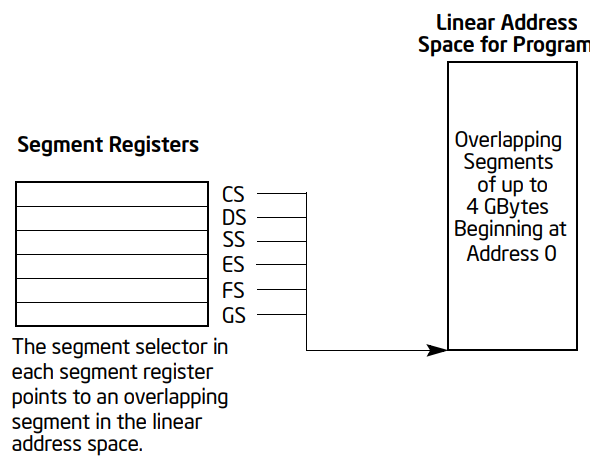 Linear Address
Space for Program
Segment Registers
Overlapping
Segments
of up to
4 GBytes
Beginning at
Address 0
CS
DS
SS
ES
FS
GS
The segment selector in
each segment register
points to an overlapping
segment in the linear
address space.